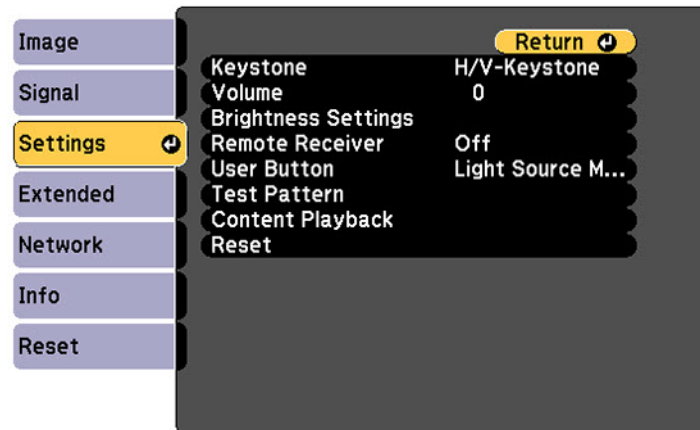 Image
Signal
Settings
Extended
Network
Info
Reset
Return
Keystone H/V-Keystone
Volume 0
Brightness Settings
Remote Receiver Off
User Button Light Source M...
Test Pattern
Content Playback
Reset